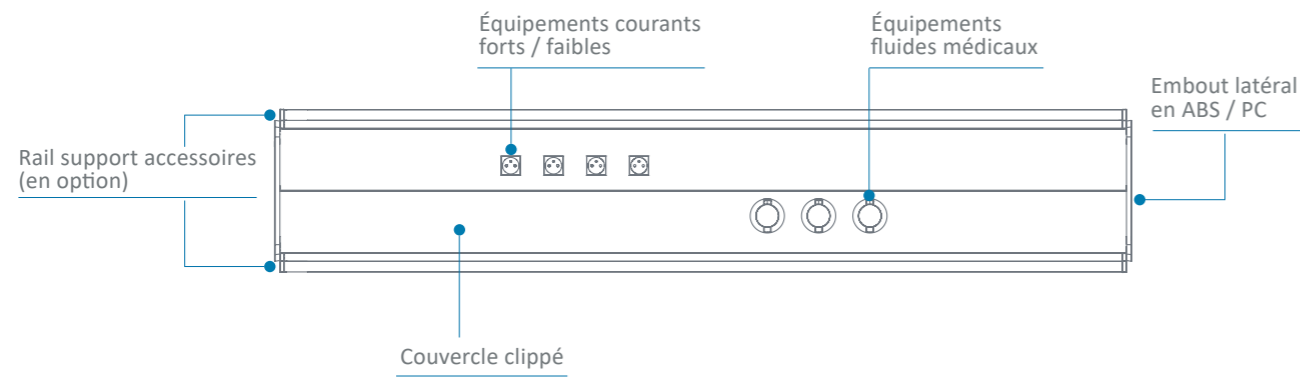 Équipements courants
forts / faibles
Équipements
fluides médicaux
Embout latéral
en ABS / PC
Rail support accessoires
(en option)
Couvercle clippé